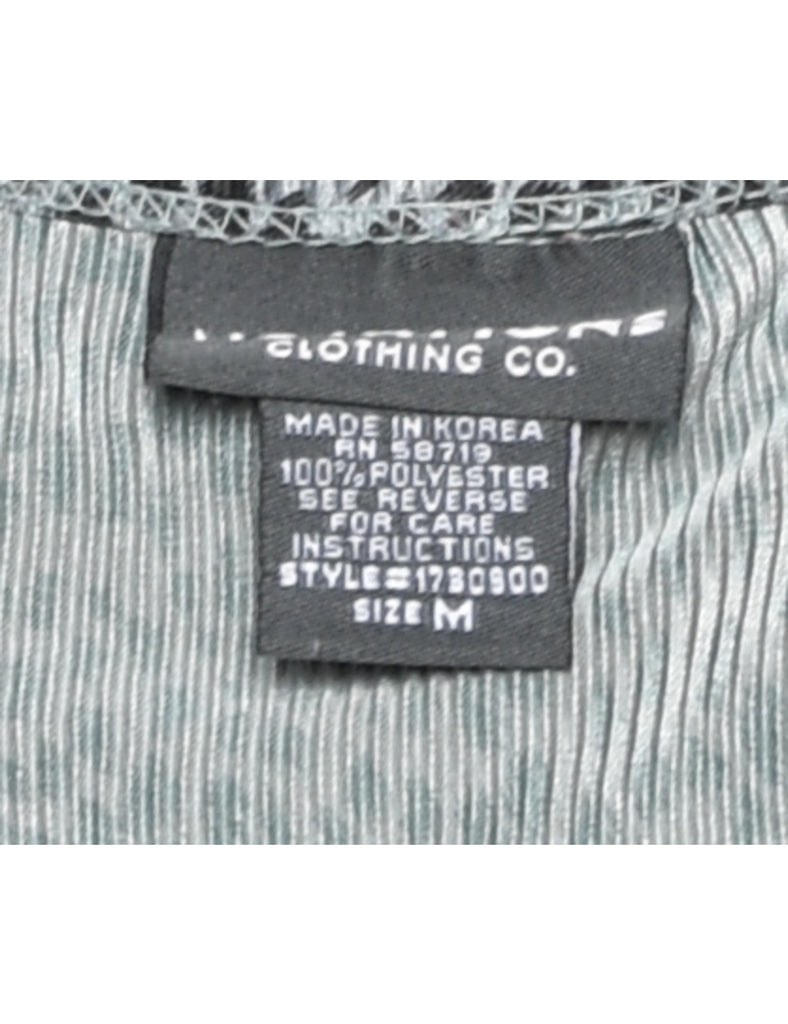 CLOTHING CO.
MADE IN KOREA
RN 58719
100% POLYESTER
SEE REVERSE
FOR CARE
INSTRUCTIONS
STYLE#1730900
SIZE M